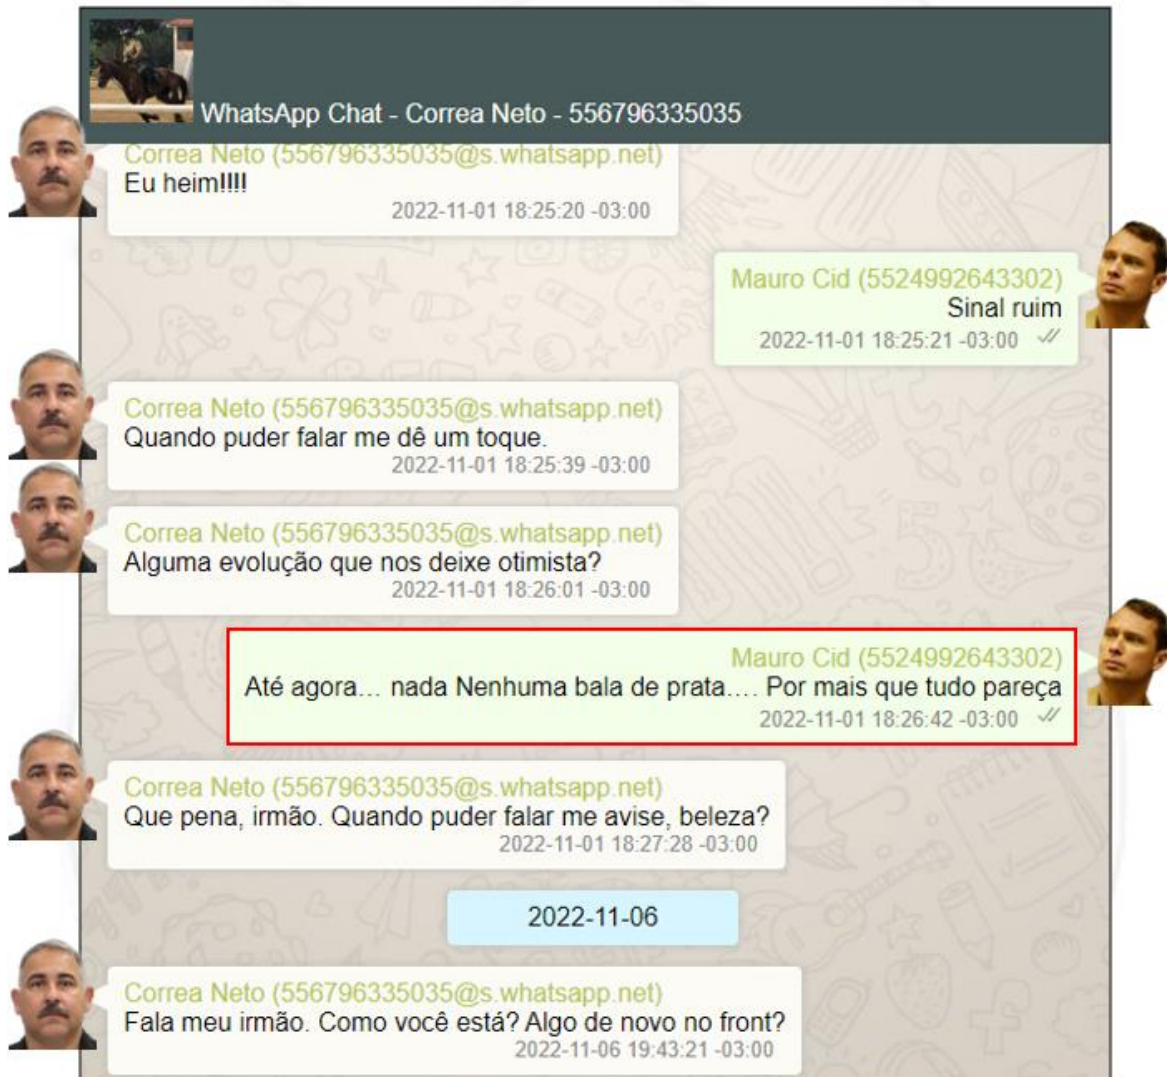 WhatsApp Chat - Correa Neto - 556796335035
Correa Neto (556796335035@s.whatsapp.net)
Eu heim!!!!
2022-11-01 18:25:20 -03:00
Mauro Cid (5524992643302)
Sinal ruim
2022-11-01 18:25:21 -03:00
Correa Neto (556796335035@s.whatsapp.net)
Quando puder falar me dê um toque.
2022-11-01 18:25:39 -03:00
Correa Neto (556796335035@s.whatsapp.net)
Alguma evolução que nos deixe otimista?
2022-11-01 18:26:01 -03:00
Mauro Cid (5524992643302)
Até agora... nada Nenhuma bala de prata.... Por mais que tudo pareça
2022-11-01 18:26:42 -03:00
Correa Neto (556796335035@s.whatsapp.net)
Que pena, irmão. Quando puder falar me avise, beleza?
2022-11-01 18:27:28 -03:00
2022-11-06
Correa Neto (556796335035@s.whatsapp.net)
Fala meu irmão. Como você está? Algo de novo no front?
2022-11-06 19:43:21 -03:00